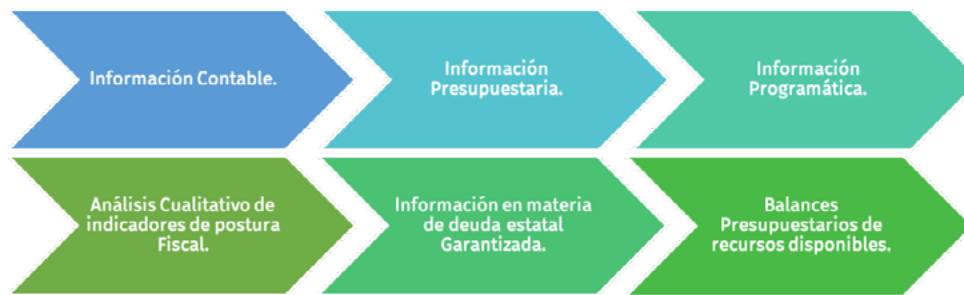 Información Contable.
Información
Presupuestaria.
Información
Programática.
Análisis Cualitativo de
indicadores de postura
Fiscal.
Información en materia
de deuda estatal
Garantizada.
Balances
Presupuestarios de
recursos disponibles.